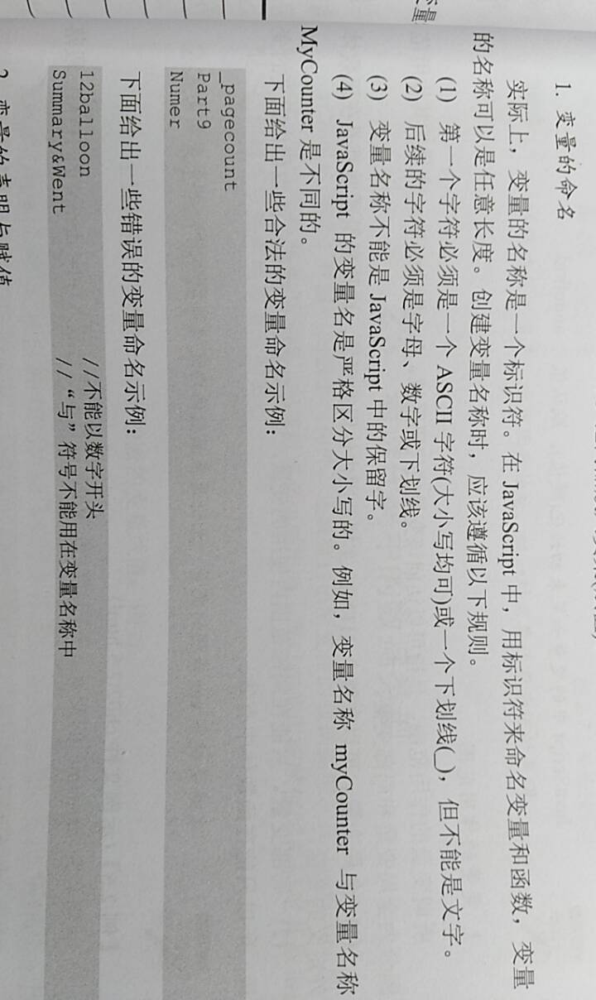 1. 变量的命名
实际上，变量的名称是一个标识符。在 JavaScript 中，用标识符来命名变量和函数，变量
的名称可以是任意长度。创建变量名称时，应该遵循以下规则。
(1) 第一个字符必须是一个 ASCII 字符(大小写均可)或一个下划线(_)，但不能是文字。
(2) 后续的字符必须是字母、数字或下划线。
(3) 变量名称不能是 JavaScript 中的保留字。
(4) JavaScript 的变量名是严格区分大小写的。例如，变量名称 myCounter 与变量名称
MyCounter 是不同的。
下面给出一些合法的变量命名示例：
_pagecount
Part9
Numer
下面给出一些错误的变量命名示例：
12balloon //不能以数字开头
Summary&Went //“与”符号不能用在变量名称中
2. 变量的声明与赋值